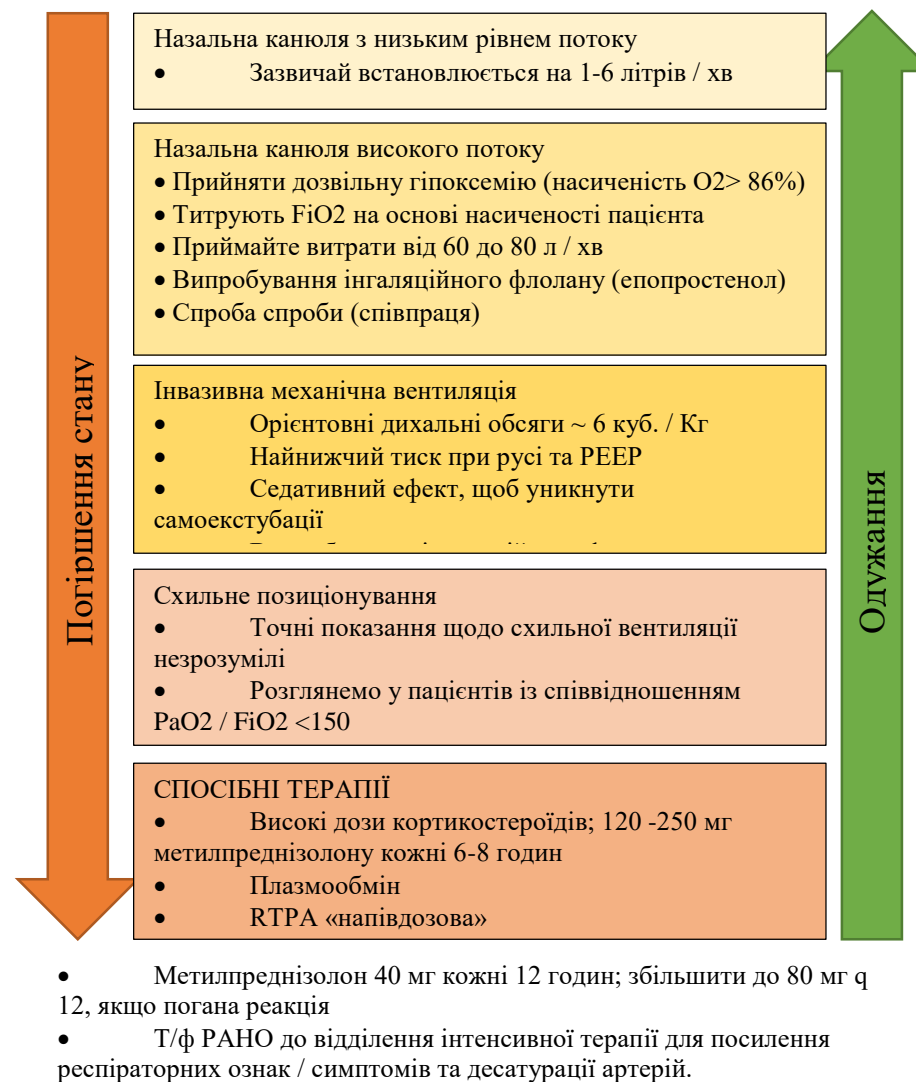 Погіршення стану
Назальна канюля з низьким рівнем потоку
• Зазвичай встановлюється на 1-6 літрів / хв
Назальна канюля високого потоку
• Прийняти дозвільну гіпоксемію (насиченість O2> 86%)
• Титрують FiO2 на основі насиченості пацієнта
• Приймайте витрати від 60 до 80 л / хв
• Випробування інгаляційного флолану (епопростенол)
• Спроба спроби (співпраця)
Інвазивна механічна вентиляція
• Орієнтовні дихальні обсяги ~ 6 куб. / Кг
• Найнижчий тиск при русі та PEEP
• Седативний ефект, щоб уникнути
самоекстубації
Схильне позиціонування
• Точні показання щодо схильної вентиляції
незрозумілі
• Розглянемо у пацієнтів із співвідношенням
PaO2 / FiO2 <150
СПОСІБНІ ТЕРАПІЇ
• Високі дози кортикостероїдів; 120 -250 мг
метилпреднізолону кожні 6-8 годин
• Плазмообмін
• RTPA «напівдозова»
Одужання
• Метилпреднізолон 40 мг кожні 12 годин; збільшити до 80 мг q
12, якщо погана реакція
• Т/ф РАНО до відділення інтенсивної терапії для посилення
респіраторних ознак / симптомів та десатурації артерій.